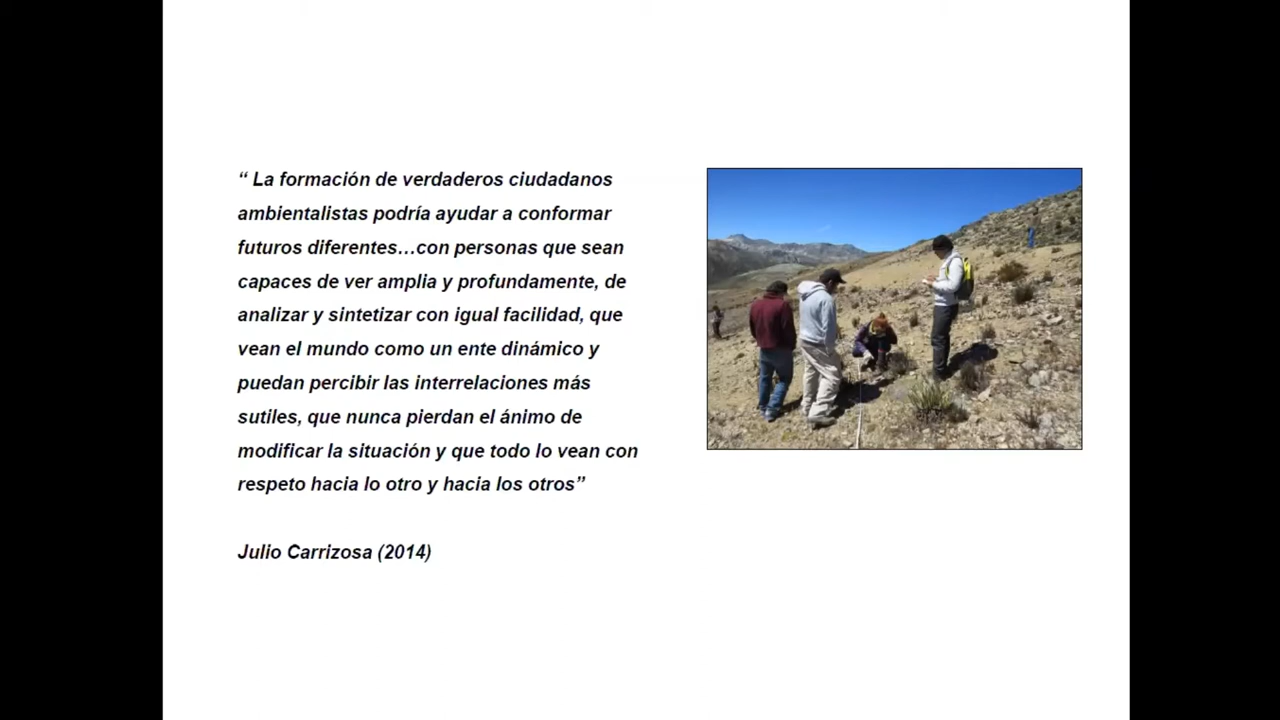 “ La formación de verdaderos ciudadanos
ambientalistas podría ayudar a conformar
futuros diferentes…con personas que sean
capaces de ver amplia y profundamente, de
analizar y sintetizar con igual facilidad, que
vean el mundo como un ente dinámico y
puedan percibir las interrelaciones más
sutiles, que nunca pierdan el ánimo de
modificar la situación y que todo lo vean con
respeto hacia lo otro y hacia los otros”
Julio Carrizosa (2014)